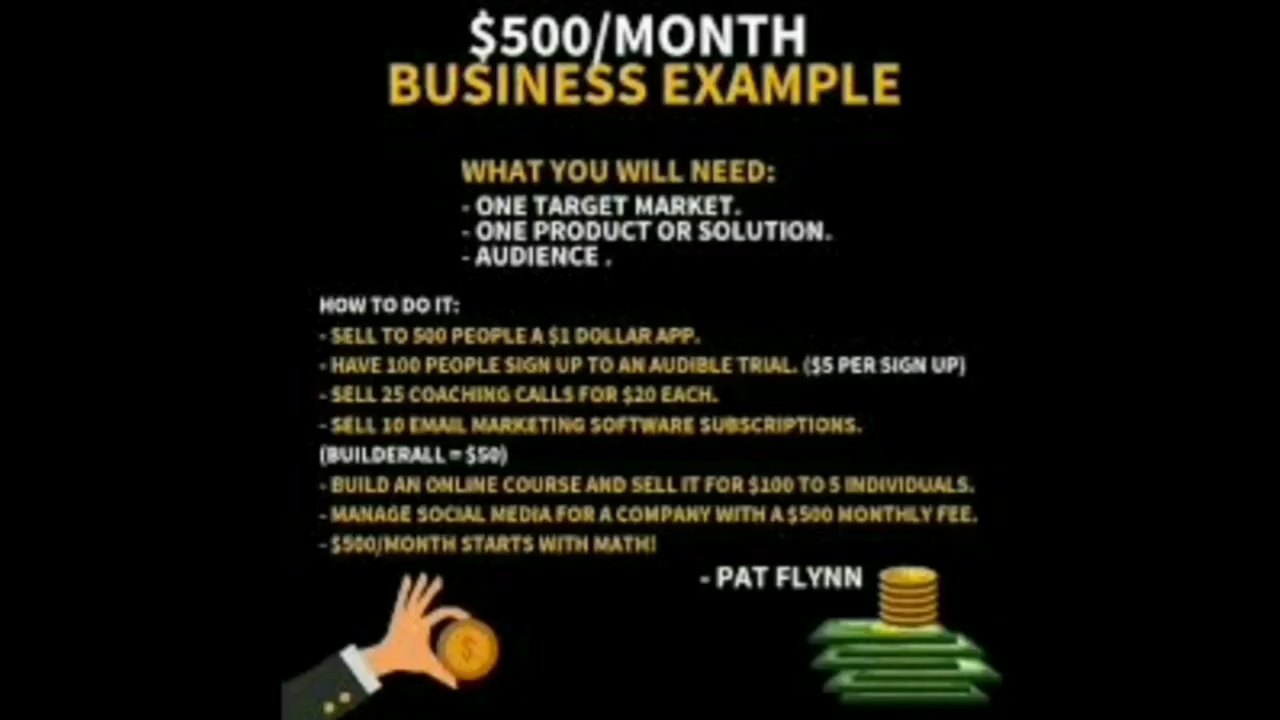 $500/MONTH
BUSINESS EXAMPLE
WHAT YOU WILL NEED:
- ONE TARGET MARKET.
- ONE PRODUCT OR SOLUTION.
- AUDIENCE .
HOW TO DO IT:
- SELL TO 500 PEOPLE A $1 DOLLAR APP.
- HAVE 100 PEOPLE SIGN UP TO AN AUDIBLE TRIAL. ($5 PER SIGN UP)
- SELL 25 COACHING CALLS FOR $20 EACH.
- SELL 10 EMAIL MARKETING SOFTWARE SUBSCRIPTIONS.
(BUILDERALL = $50)
- BUILD AN ONLINE COURSE AND SELL IT FOR $100 TO 5 INDIVIDUALS.
- MANAGE SOCIAL MEDIA FOR A COMPANY WITH A $500 MONTHLY FEE.
- $500/MONTH STARTS WITH MATH!
- PAT FLYNN
$